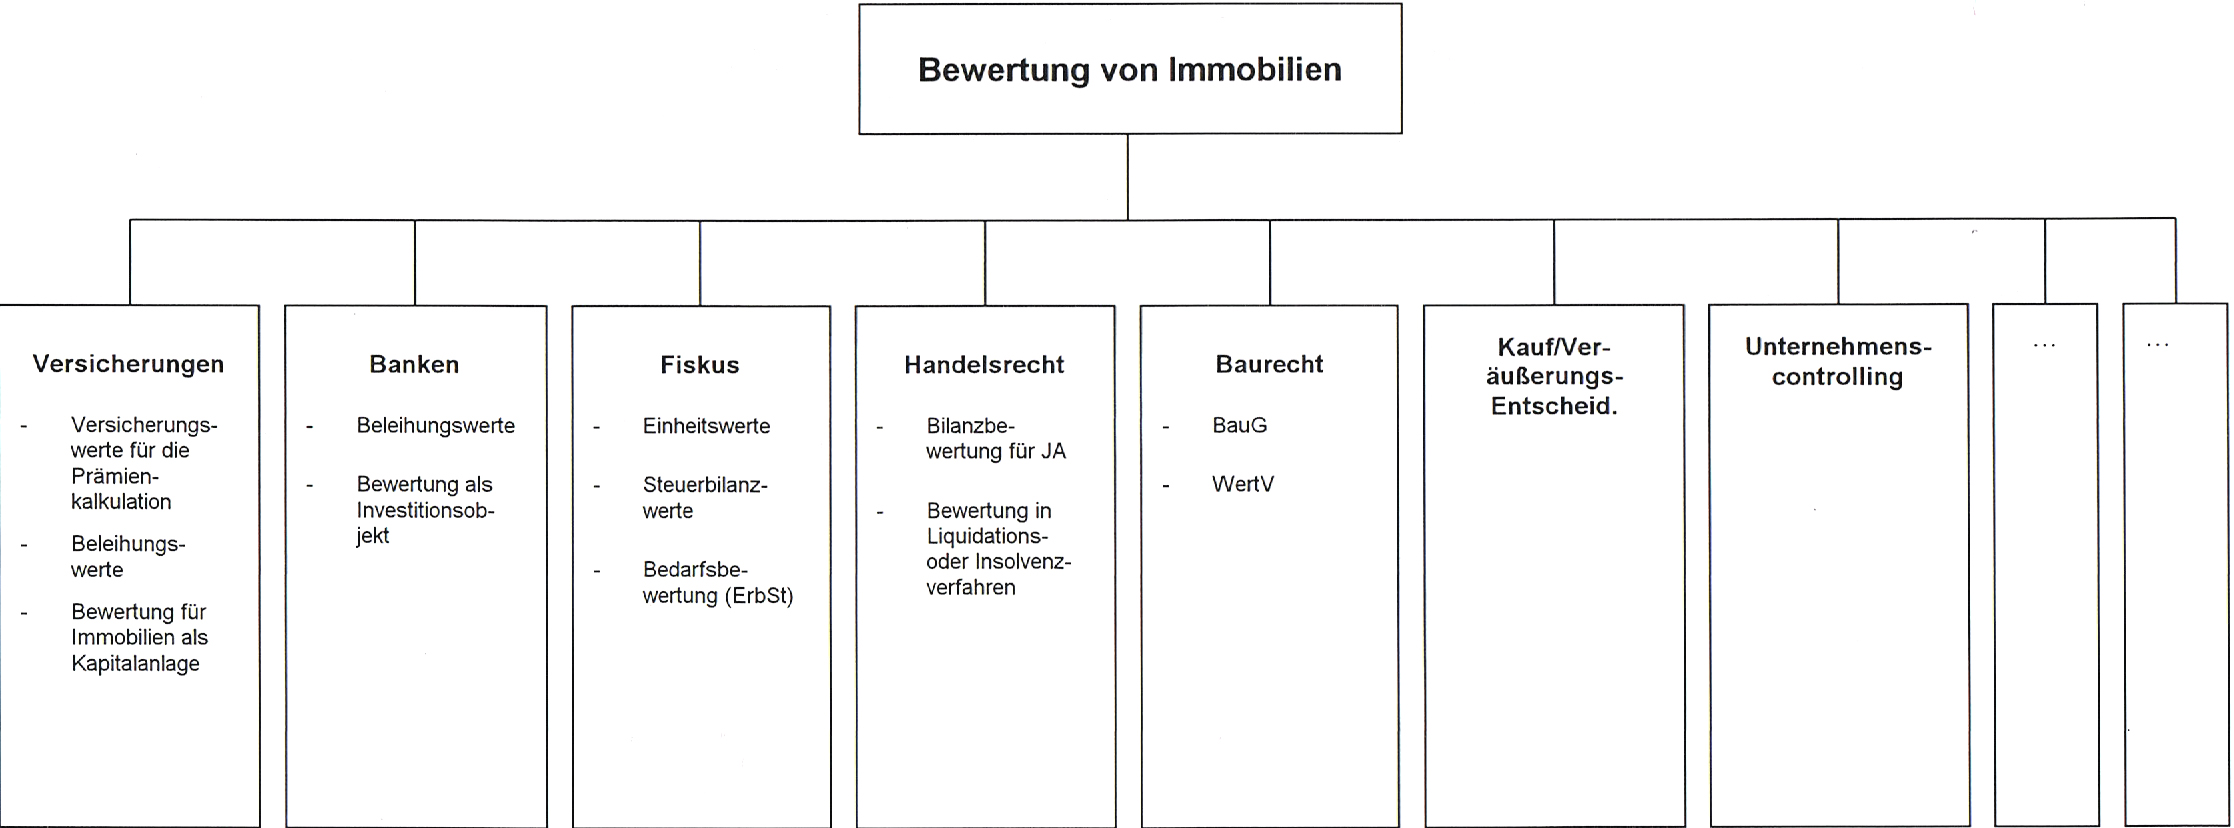 Bewertung von Immobilien
Versicherungen
- Versicherungs-
werte für die
Prämien-
kalkulation
- Beleihungs-
werte
- Bewertung für
Immobilien als
Kapitalanlage
Banken
- Beleihungswerte
- Bewertung als
Investitionsob-
jekt
Fiskus
- Einheitswerte
- Steuerbilanz-
werte
- Bedarfsbe-
wertung (ErbSt)
Handelsrecht
- Bilanzbe-
wertung für JA
- Bewertung in
Liquidations-
oder Insolvenz-
verfahren
Baurecht
- BauG
- WertV
Kauf/Ver-
äußerungs-
Entscheid.
Unternehmens-
controlling
...
...